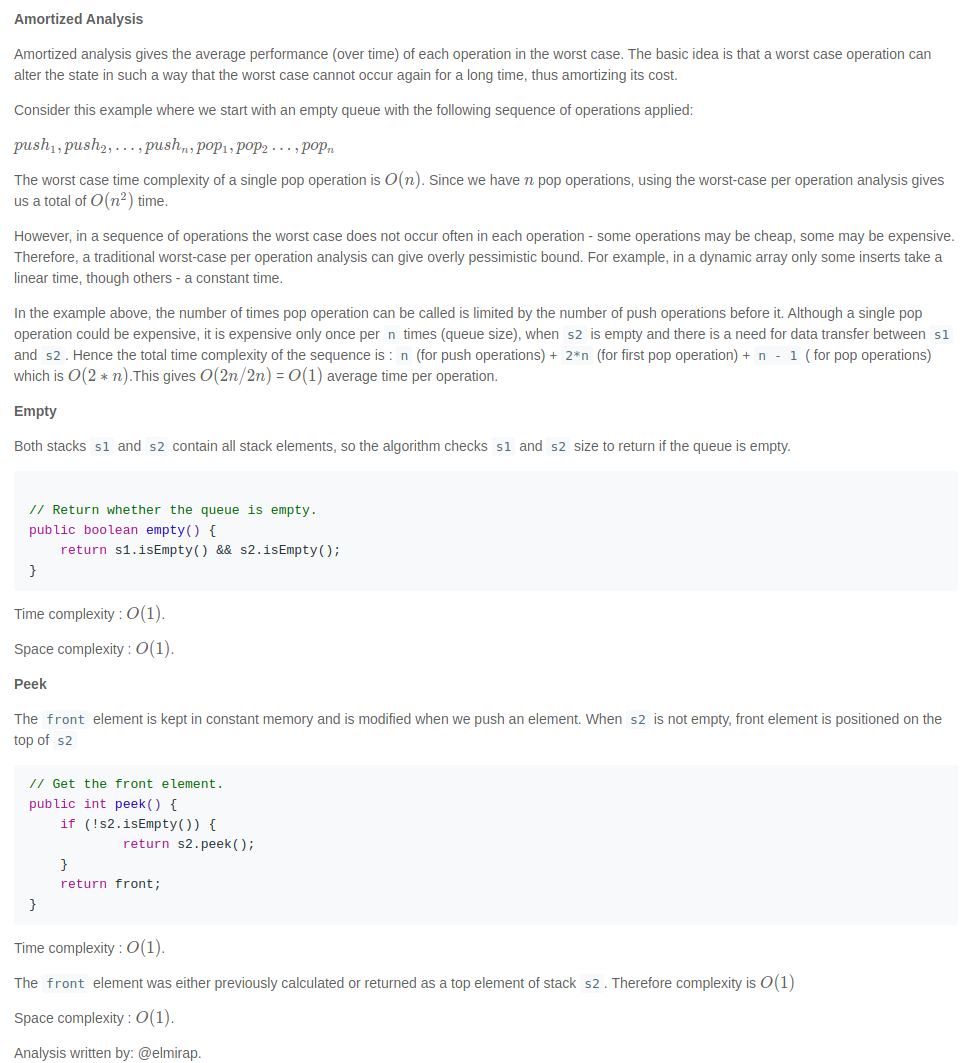 Amortized Analysis
Amortized analysis gives the average performance (over time) of each operation in the worst case. The basic idea is that a worst case operation can
alter the state in such a way that the worst case cannot occur again for a long time, thus amortizing its cost.
Consider this example where we start with an empty queue with the following sequence of operations applied:
push₁, push₂, . . . , pushₙ, pop₁, pop₂ . . . , popₙ
The worst case time complexity of a single pop operation is O(n). Since we have n pop operations, using the worst-case per operation analysis gives
us a total of O(n²) time.
However, in a sequence of operations the worst case does not occur often in each operation - some operations may be cheap, some may be expensive.
Therefore, a traditional worst-case per operation analysis can give overly pessimistic bound. For example, in a dynamic array only some inserts take a
linear time, though others - a constant time.
In the example above, the number of times pop operation can be called is limited by the number of push operations before it. Although a single pop
operation could be expensive, it is expensive only once per n times (queue size), when s2 is empty and there is a need for data transfer between s1
and s2 . Hence the total time complexity of the sequence is : n (for push operations) + 2*n (for first pop operation) + n - 1 ( for pop operations)
which is O(2 ∗ n).This gives O(2n/2n) = O(1) average time per operation.
Empty
Both stacks s1 and s2 contain all stack elements, so the algorithm checks s1 and s2 size to return if the queue is empty.
// Return whether the queue is empty.
public boolean empty() {
    return s1.isEmpty() && s2.isEmpty();
}
Time complexity : O(1).
Space complexity : O(1).
Peek
The front element is kept in constant memory and is modified when we push an element. When s2 is not empty, front element is positioned on the
top of s2
// Get the front element.
public int peek() {
    if (!s2.isEmpty()) {
            return s2.peek();
    }
    return front;
}
Time complexity : O(1).
The front element was either previously calculated or returned as a top element of stack s2 . Therefore complexity is O(1)
Space complexity : O(1).
Analysis written by: @elmirap.